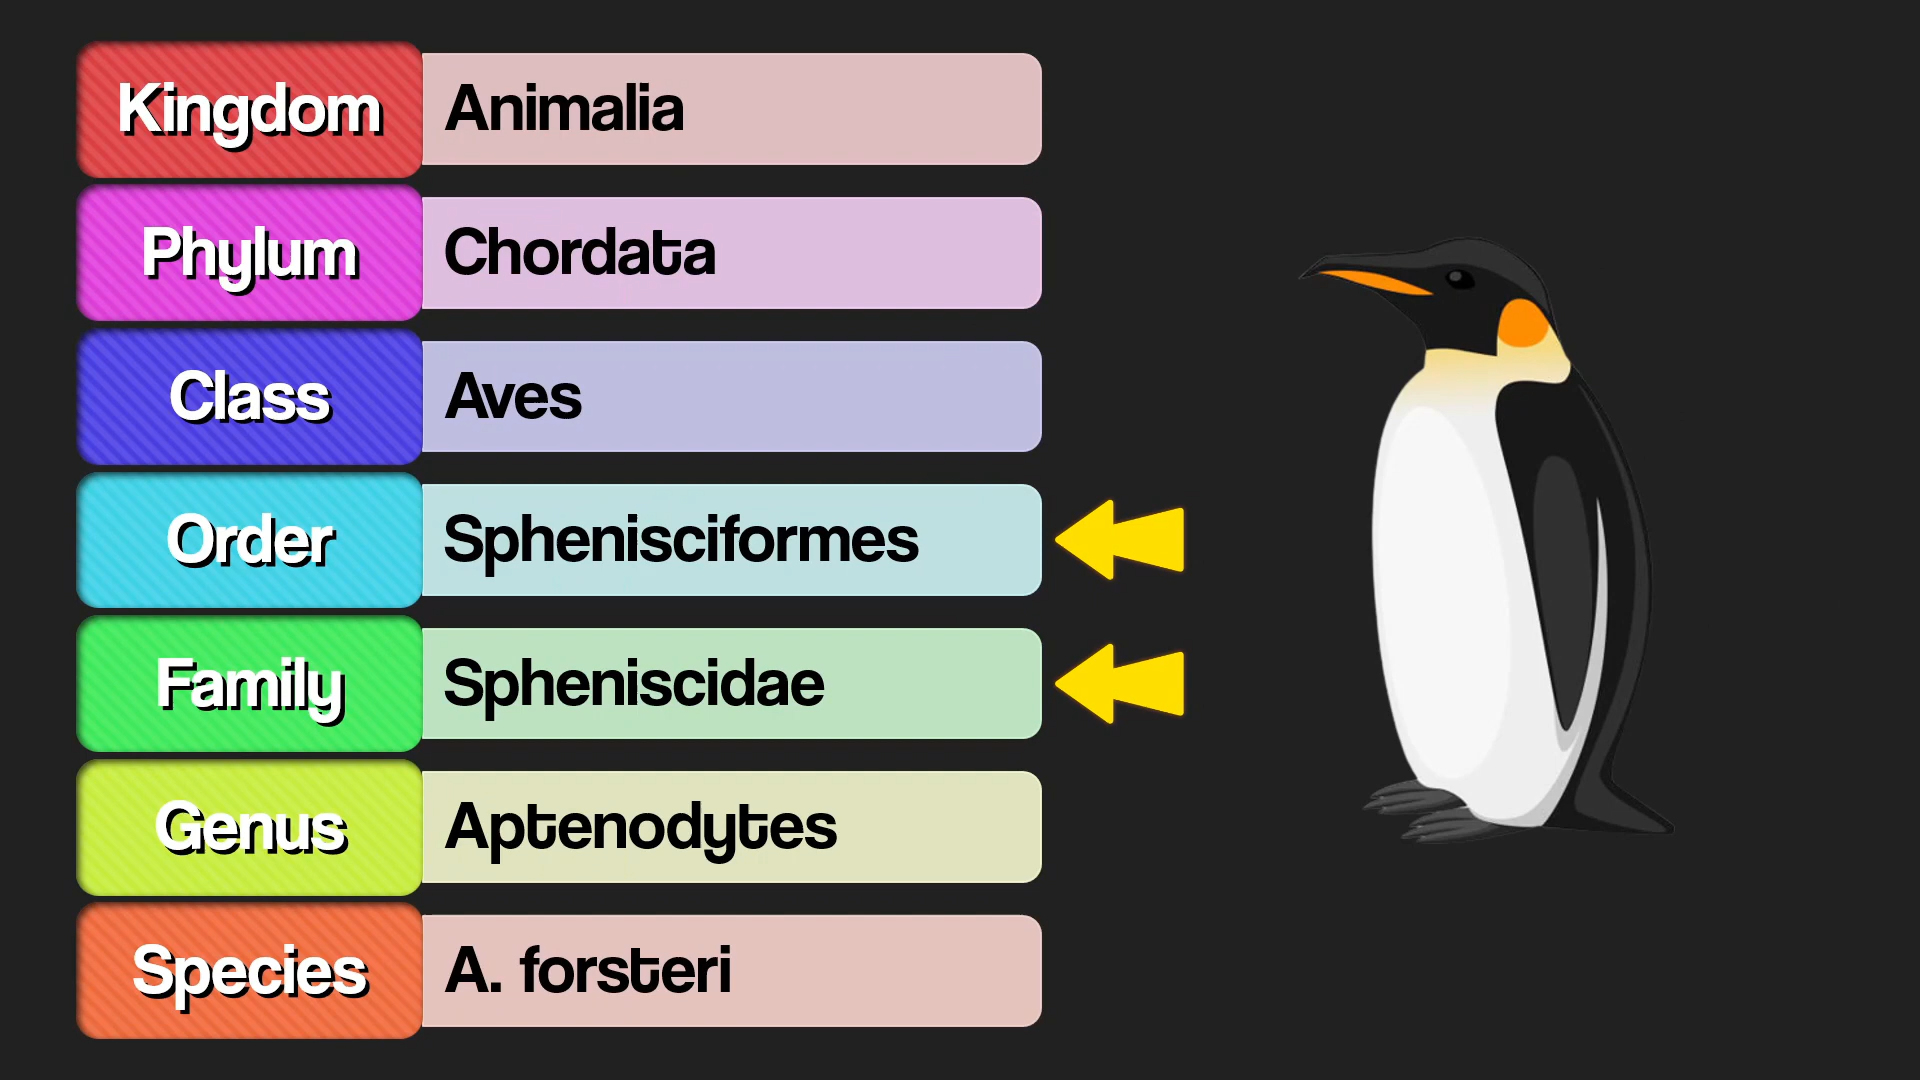 Kingdom Animalia
Phylum Chordata
Class Aves
Order Sphenisciformes
Family Spheniscidae
Genus Aptenodytes
Species A. forsteri